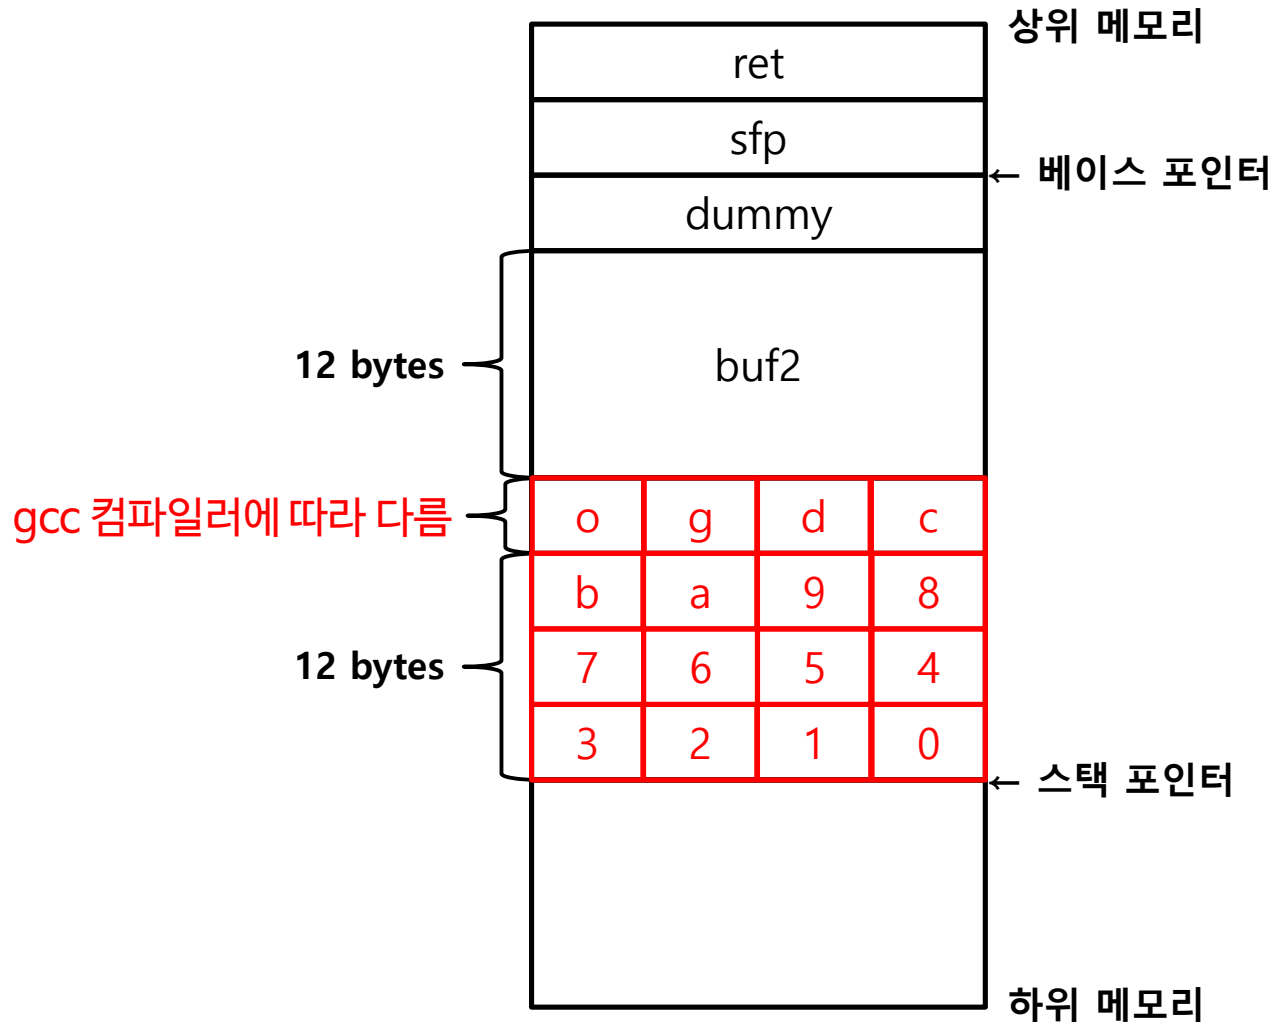 상위 메모리
ret
sfp
← 베이스 포인터
dummy
12 bytes
buf2
gcc 컴파일러에 따라 다름
o g d c
b a 9 8
12 bytes
7 6 5 4
3 2 1 0
← 스택 포인터
하위 메모리